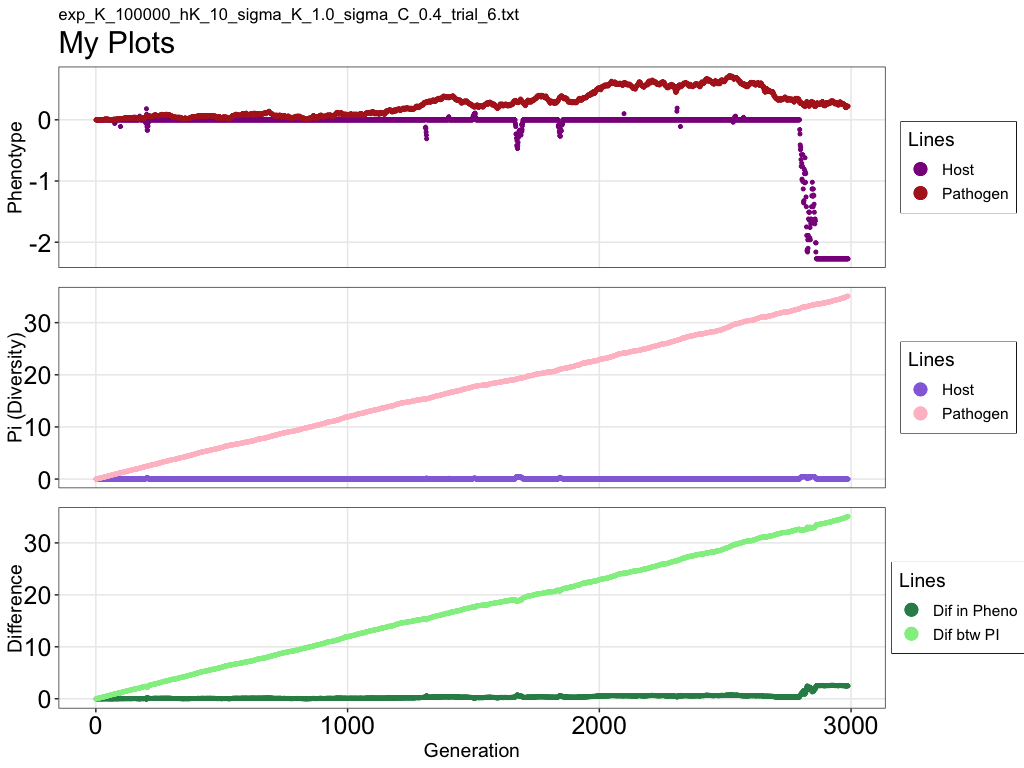 exp_K_100000_hK_10_sigma_K_1.0_sigma_C_0.4_trial_6.txt
My Plots
Phenotype
0
-1
-2
Lines
Host
Pathogen
Pi (Diversity)
30
20
10
0
Lines
Host
Pathogen
Difference
30
20
10
0
Lines
Dif in Pheno
Dif btw PI
0 1000 2000 3000
Generation